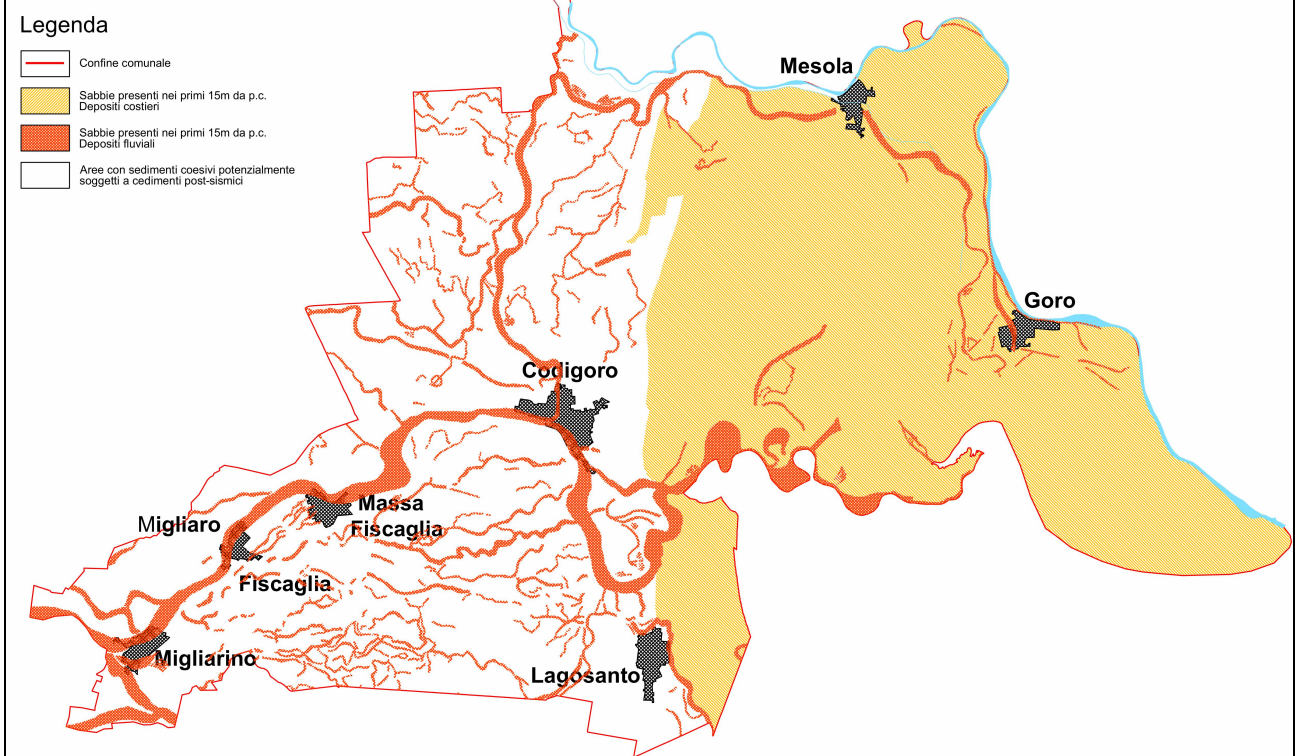 Legenda
Confine comunale
Sabbie presenti nei primi 15m da p.c.
Depositi costieri
Sabbie presenti nei primi 15m da p.c.
Depositi fluviali
Aree con sedimenti coesivi potenzialmente
soggetti a cedimenti post-sismici
Mesola
Goro
Codigoro
Massa
Fiscaglia
Migliaro
Fiscaglia
Migliarino
Lagosanto